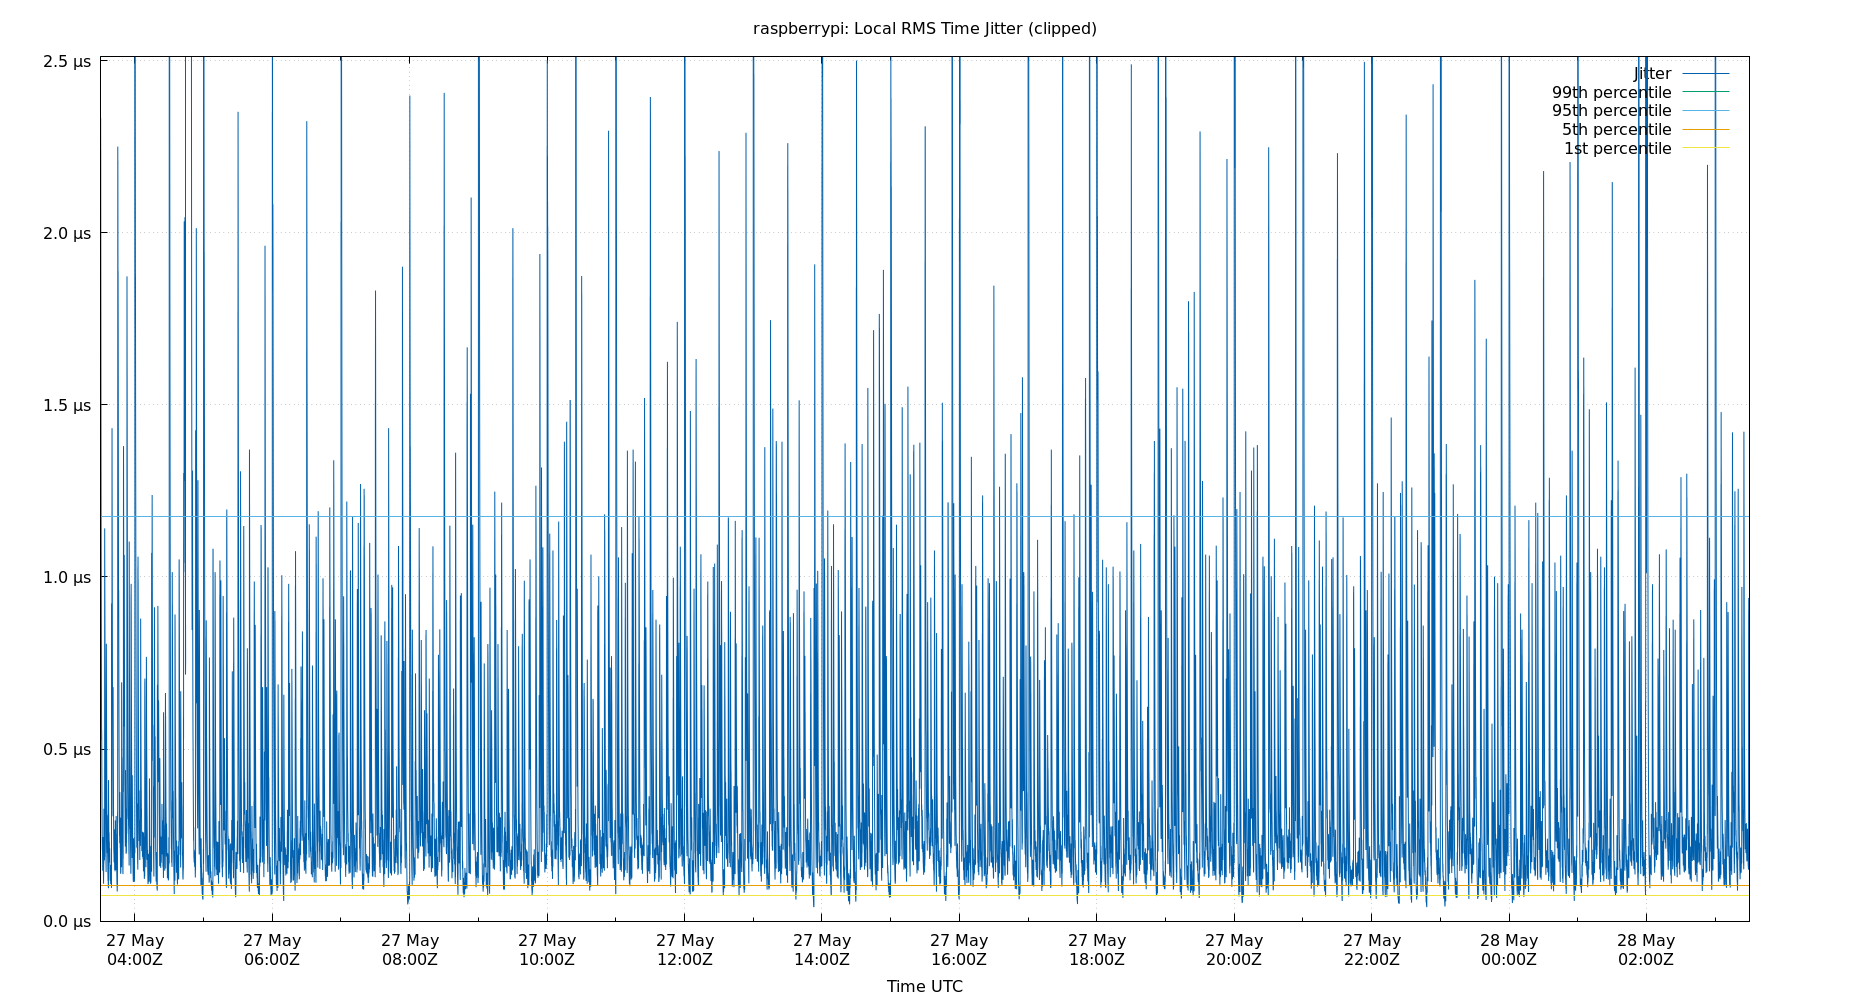 raspberrypi: Local RMS Time Jitter (clipped)
2.5 µs
2.0 µs
1.5 µs
1.0 µs
0.5 µs
0.0 µs
Jitter
99th percentile
95th percentile
5th percentile
1st percentile
27 May
04:00Z
27 May
06:00Z
27 May
08:00Z
27 May
10:00Z
27 May
12:00Z
27 May
14:00Z
27 May
16:00Z
27 May
18:00Z
27 May
20:00Z
27 May
22:00Z
28 May
00:00Z
28 May
02:00Z
Time UTC